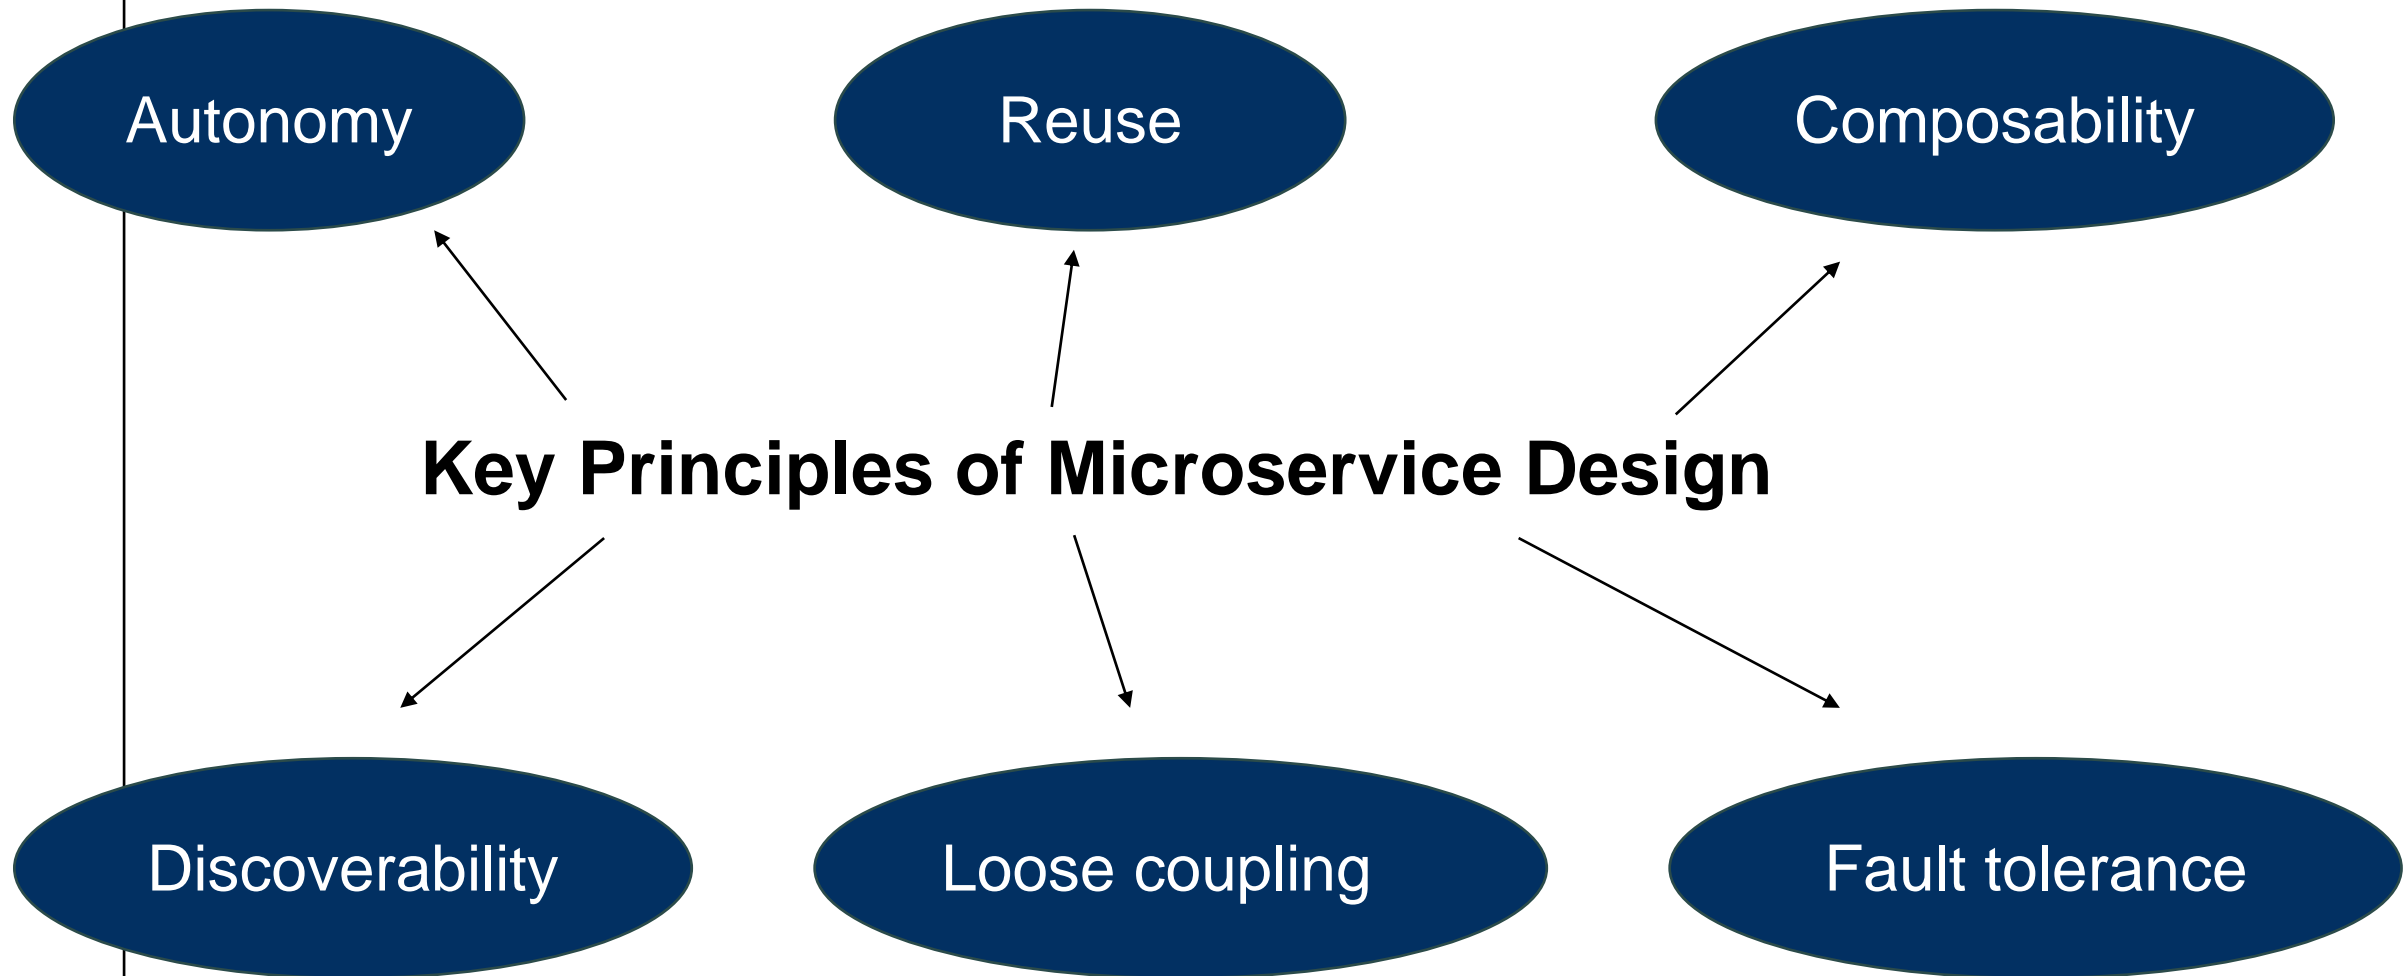 Autonomy
Reuse
Composability
Key Principles of Microservice Design
Discoverability
Loose coupling
Fault tolerance